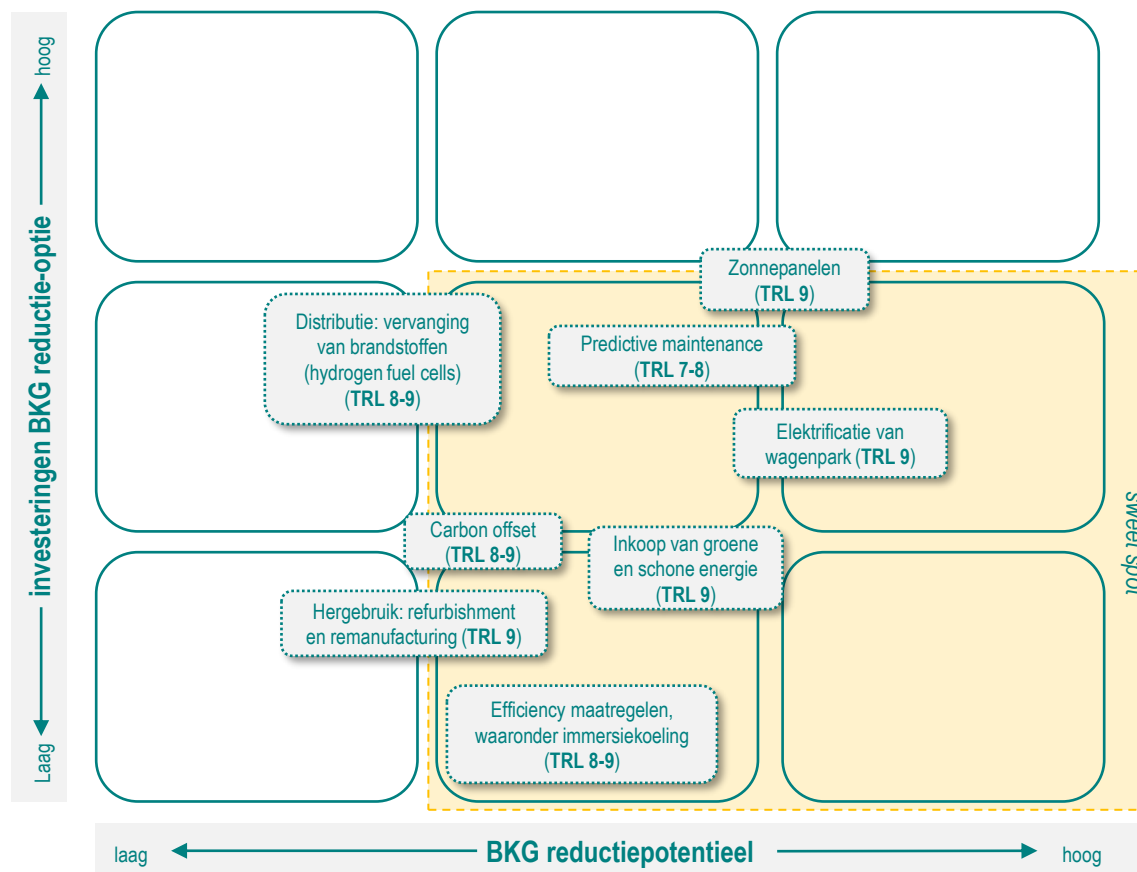 hoog
investeringen BKG reductie-optie
Laag
Zonnepanelen
(TRL 9)
Distributie: vervanging
van brandstoffen
(hydrogen fuel cells)
(TRL 8-9)
Predictive maintenance
(TRL 7-8)
Elektrificatie van
wagenpark (TRL 9)
sweet spot
Carbon offset
(TRL 8-9)
Inkoop van groene
en schone energie
(TRL 9)
Hergebruik: refurbishment
en remanufacturing (TRL 9)
Efficiency maatregelen,
waaronder immersiekoeling
(TRL 8-9)
laag
BKG reductiepotentieel
hoog